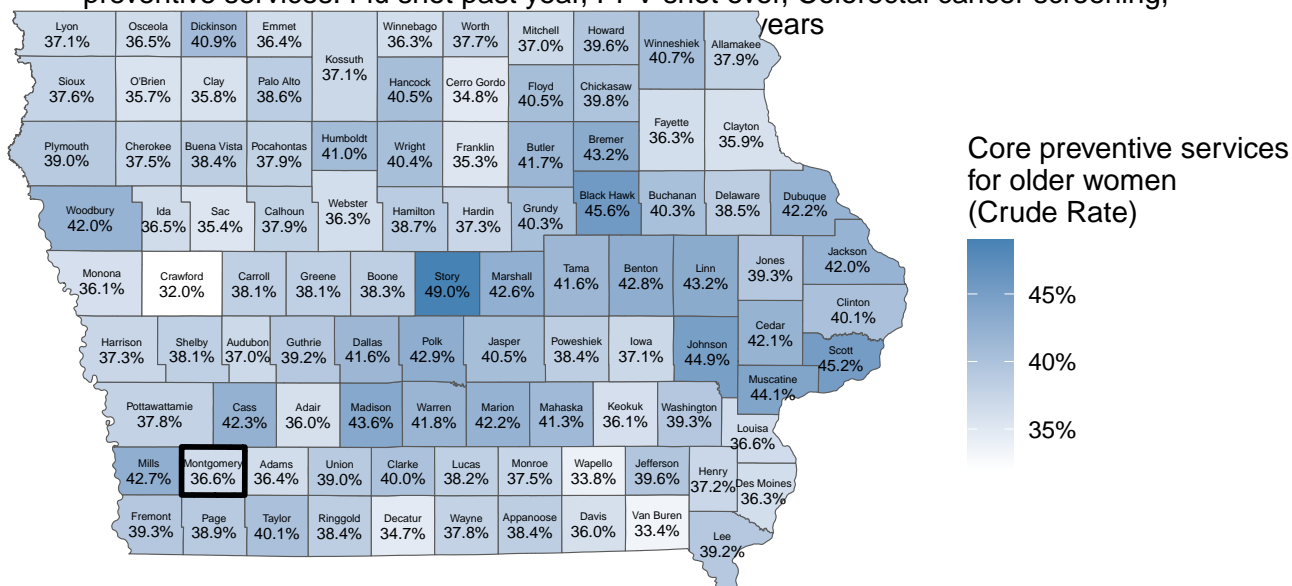 preventive services: Flu shot past year, PPV shot ever, Colorectal cancer screening,
years
Lyon
37.1%
Osceola
36.5%
Dickinson
40.9%
Emmet
36.4%
Kossuth
37.1%
Winnebago
36.3%
Worth
37.7%
Mitchell
37.0%
Howard
39.6%
Winneshiek
40.7%
Allamakee
37.9%
Sioux
37.6%
O'Brien
35.7%
Clay
35.8%
Palo Alto
38.6%
Hancock
40.5%
Cerro Gordo
34.8%
Floyd
40.5%
Chickasaw
39.8%
Fayette
36.3%
Clayton
35.9%
Plymouth
39.0%
Cherokee
37.5%
Buena Vista
38.4%
Pocahontas
37.9%
Humboldt
41.0%
Wright
40.4%
Franklin
35.3%
Butler
41.7%
Bremer
43.2%
Woodbury
42.0%
Ida
36.5%
Sac
35.4%
Calhoun
37.9%
Webster
36.3%
Hamilton
38.7%
Hardin
37.3%
Grundy
40.3%
Black Hawk
45.6%
Buchanan
40.3%
Delaware
38.5%
Dubuque
42.2%
Monona
36.1%
Crawford
32.0%
Carroll
38.1%
Greene
38.1%
Boone
38.3%
Story
49.0%
Marshall
42.6%
Tama
41.6%
Benton
42.8%
Linn
43.2%
Jones
39.3%
Jackson
42.0%
Clinton
40.1%
Harrison
37.3%
Shelby
38.1%
Audubon
37.0%
Guthrie
39.2%
Dallas
41.6%
Polk
42.9%
Jasper
40.5%
Poweshiek
38.4%
Iowa
37.1%
Johnson
44.9%
Cedar
42.1%
Scott
45.2%
Muscatine
44.1%
Pottawattamie
37.8%
Cass
42.3%
Adair
36.0%
Madison
43.6%
Warren
41.8%
Marion
42.2%
Mahaska
41.3%
Keokuk
36.1%
Washington
39.3%
Louisa
36.6%
Mills
42.7%
Montgomery
36.6%
Adams
36.4%
Union
39.0%
Clarke
40.0%
Lucas
38.2%
Monroe
37.5%
Wapello
33.8%
Jefferson
39.6%
Henry
37.2%
Des Moines
36.3%
Fremont
39.3%
Page
38.9%
Taylor
40.1%
Ringgold
38.4%
Decatur
34.7%
Wayne
37.8%
Appanoose
38.4%
Davis
36.0%
Van Buren
33.4%
Lee
39.2%
Core preventive services
for older women
(Crude Rate)
45%
40%
35%